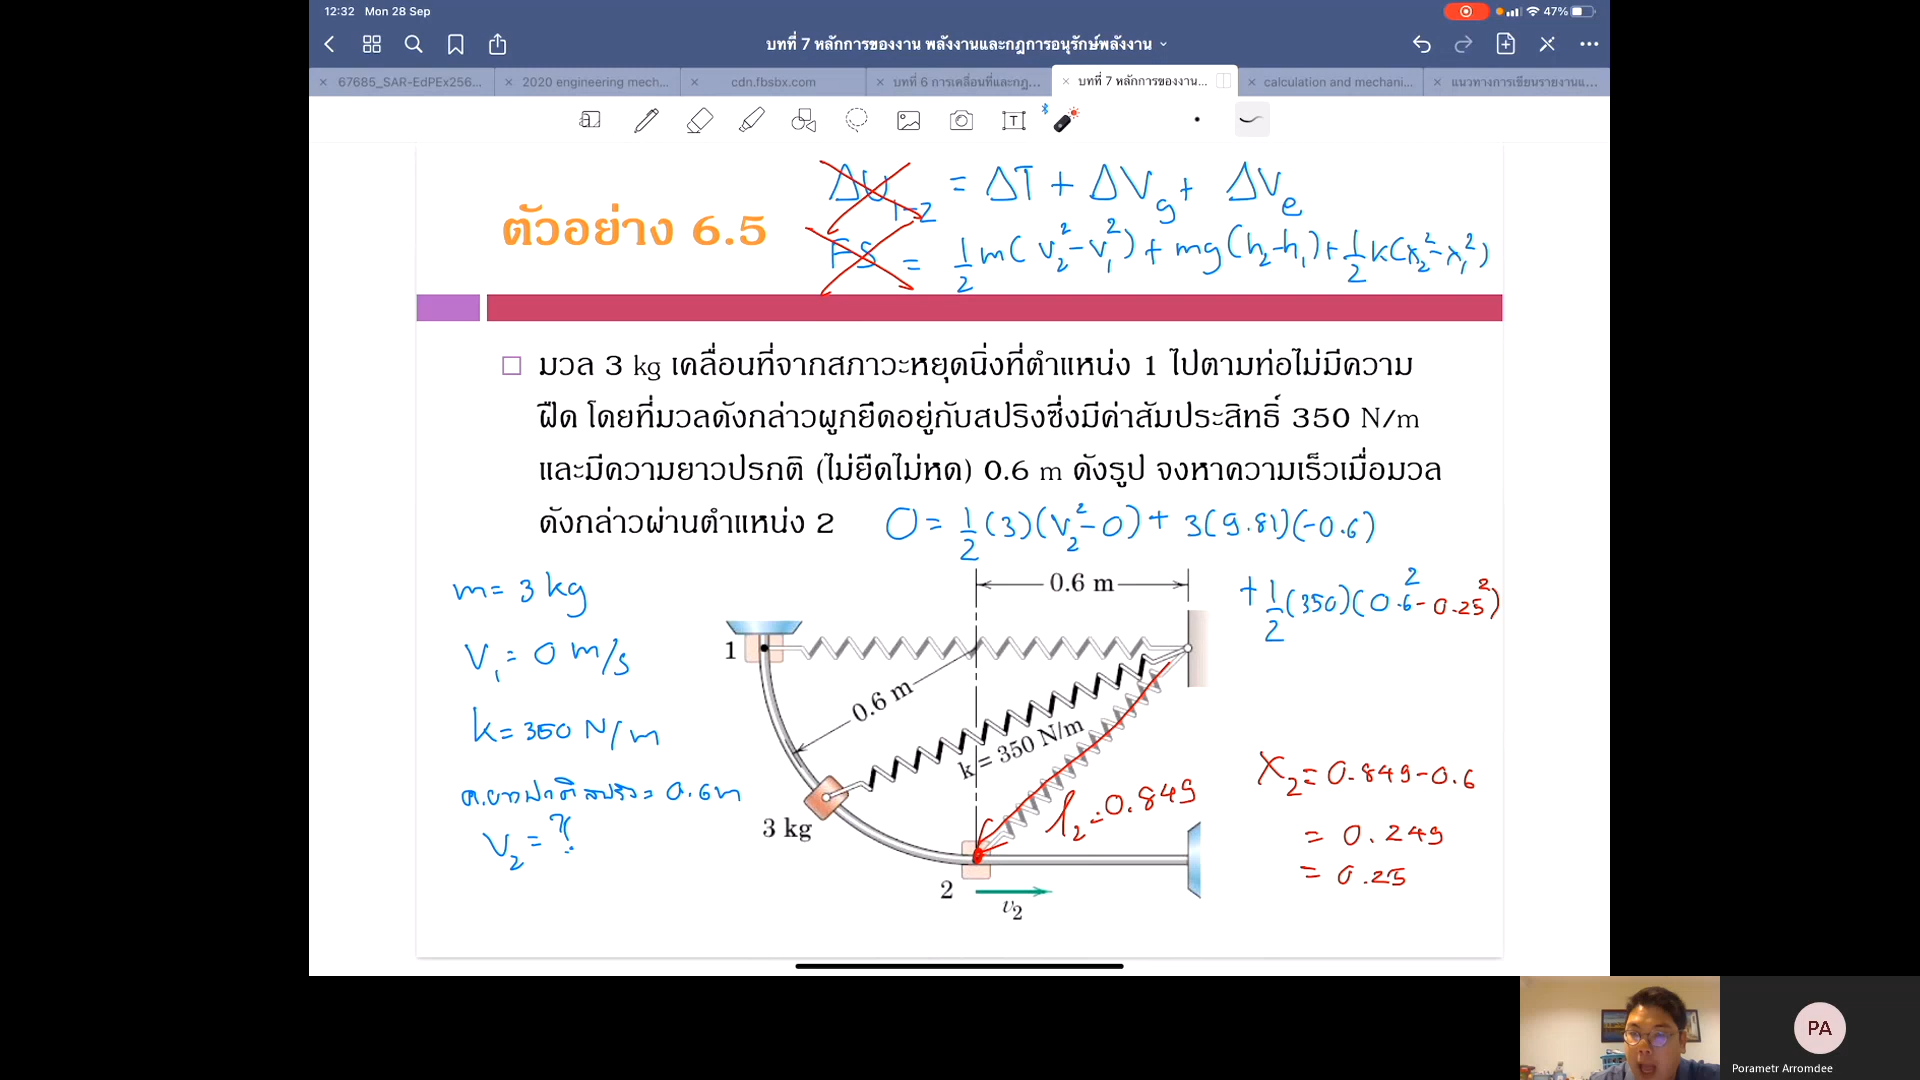 12:32 Mon 28 Sep
47%
บทที่ 7 หลักการของงาน พลังงานและกฎการอนุรักษ์พลังงาน
67685_SAR-EdPEx256...
2020 engineering mech...
cdn.fbsbx.com
บทที่ 6 การเคลื่อนที่และกฎ...
บทที่ 7 หลักการของงาน...
calculation and mechani...
แนวทางการเขียนรายงานแ...
ΔU₁₋₂ = ΔT + ΔVg + ΔVe
ตัวอย่าง 6.5
FS = 1/2 m(v₂²-v₁²) + mg(h₂-h₁) + 1/2 k(x₂²-x₁²)
มวล 3 kg เคลื่อนที่จากสภาวะหยุดนิ่งที่ตำแหน่ง 1 ไปตามท่อไม่มีความ
ฝืด โดยที่มวลดังกล่าวผูกยึดอยู่กับสปริงซึ่งมีค่าสัมประสิทธิ์ 350 N/m
และมีความยาวปรกติ (ไม่ยืดไม่หด) 0.6 m ดังรูป จงหาความเร็วเมื่อมวล
ดังกล่าวผ่านตำแหน่ง 2
0 = 1/2 (3)(v₂²-0) + 3(9.81)(-0.6)
+ 1/2 (350)(0.6²-0.25²)
m = 3 kg
V₁ = 0 m/s
k = 350 N/m
ค.ยาวปกติสปริง = 0.6m
V₂ = ?
0.6 m
1
0.6 m
k = 350 N/m
3 kg
l₂ = 0.849
2
v₂
X₂ = 0.849-0.6
= 0.249
= 0.25
PA
Porametr Arromdee